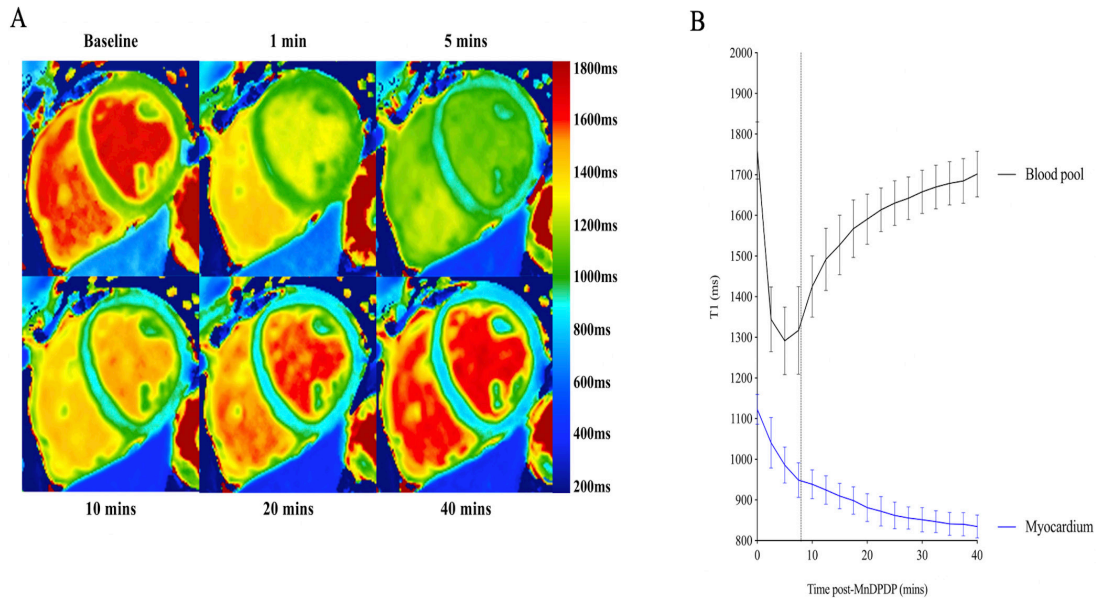 A
Baseline
1 min
5 mins
1800ms
1600ms
1400ms
1200ms
1000ms
800ms
600ms
400ms
200ms
10 mins
20 mins
40 mins
B
2000
1900
1800
1700
1600
1500
1400
1300
1200
1100
1000
900
800
T1 (ms)
0
10
20
30
40
Time post-MnDPDP (mins)
Blood pool
Myocardium